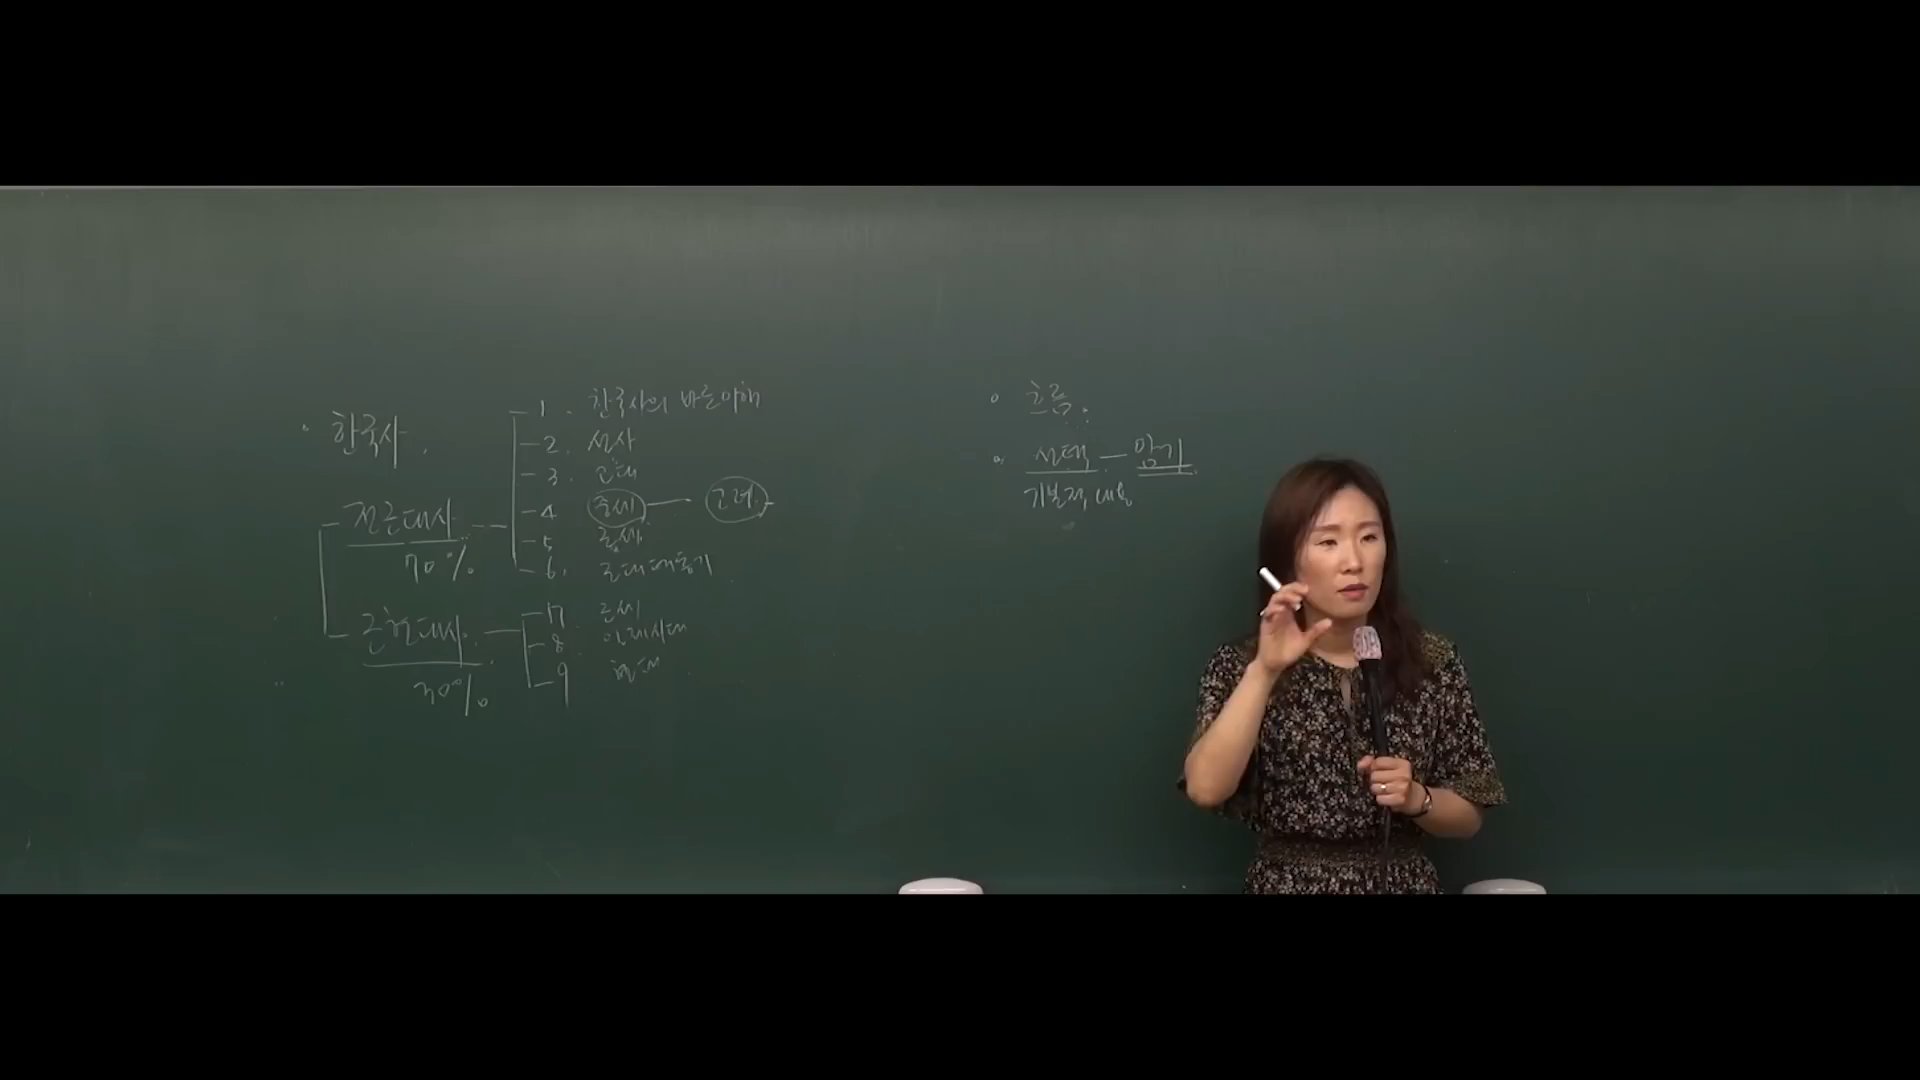 한국사
전근대사
70%
1. 한국사의 바른이해
2. 선사
3. 고대
4 중세 — 고려
5 근세
6. 근대태동기
근현대사
30%
7 근대
8 일제시대
9 현대
흐름
선택 — 암기
기본적 내용